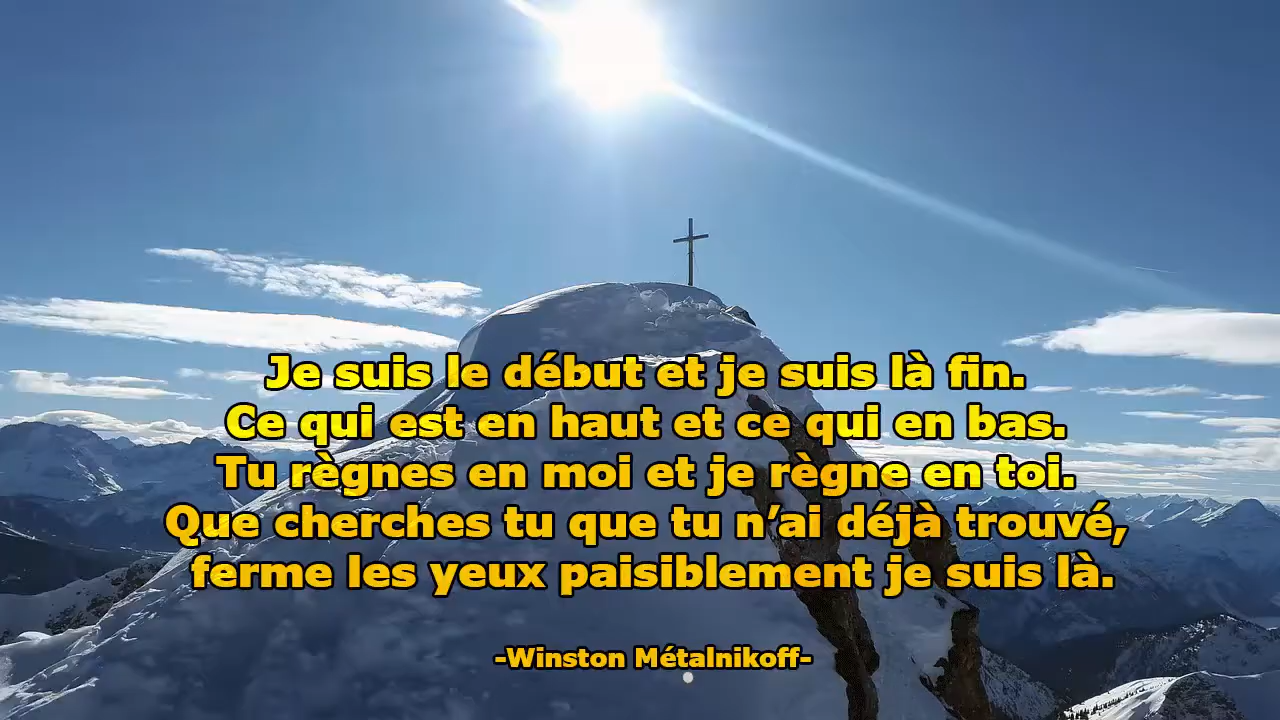 Je suis le début et je suis là fin.
Ce qui est en haut et ce qui en bas.
Tu règnes en moi et je règne en toi.
Que cherches tu que tu n’ai déjà trouvé,
ferme les yeux paisiblement je suis là.
-Winston Métalnikoff-